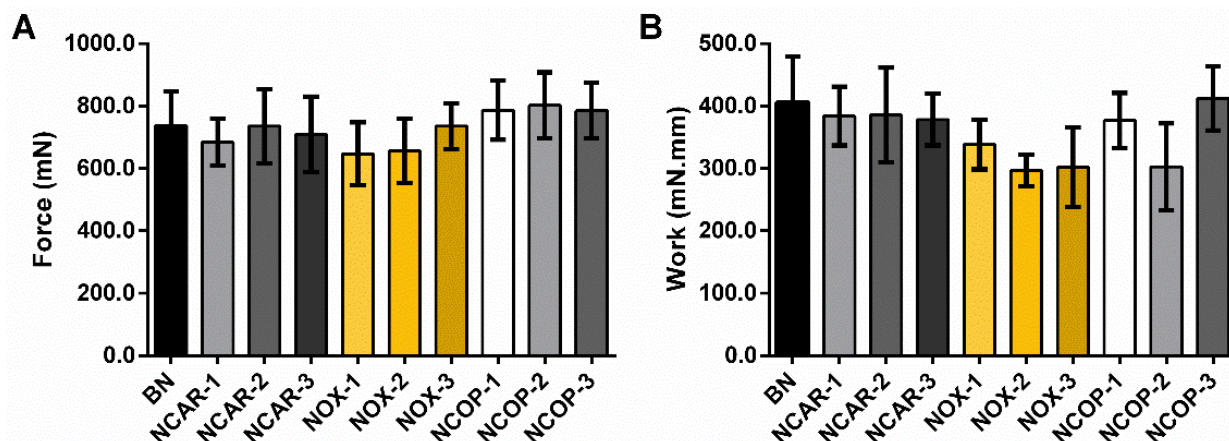 A
Force (mN)
1000.0
800.0
600.0
400.0
200.0
0.0
BN
NCAR-1
NCAR-2
NCAR-3
NOX-1
NOX-2
NOX-3
NCOP-1
NCOP-2
NCOP-3
B
Work (mN.mm)
500.0
400.0
300.0
200.0
100.0
0.0
BN
NCAR-1
NCAR-2
NCAR-3
NOX-1
NOX-2
NOX-3
NCOP-1
NCOP-2
NCOP-3